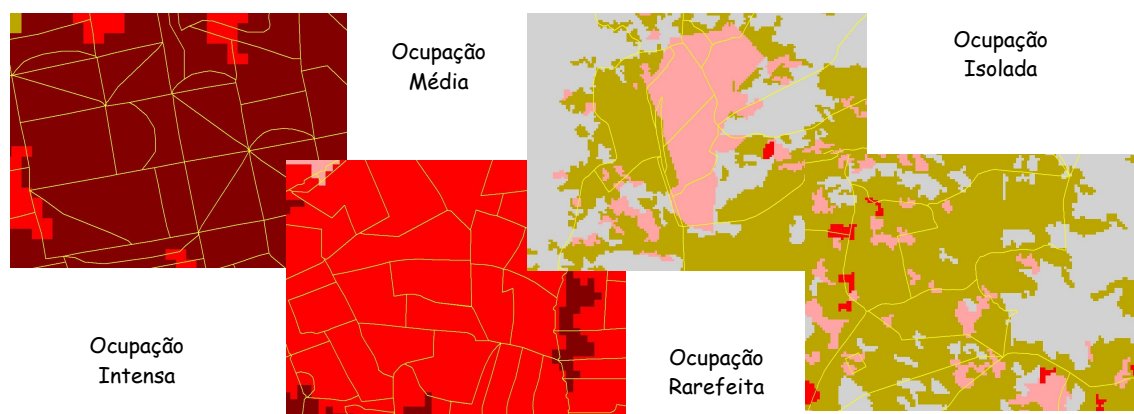 Ocupação
Média
Ocupação
Isolada
Ocupação
Intensa
Ocupação
Rarefeita